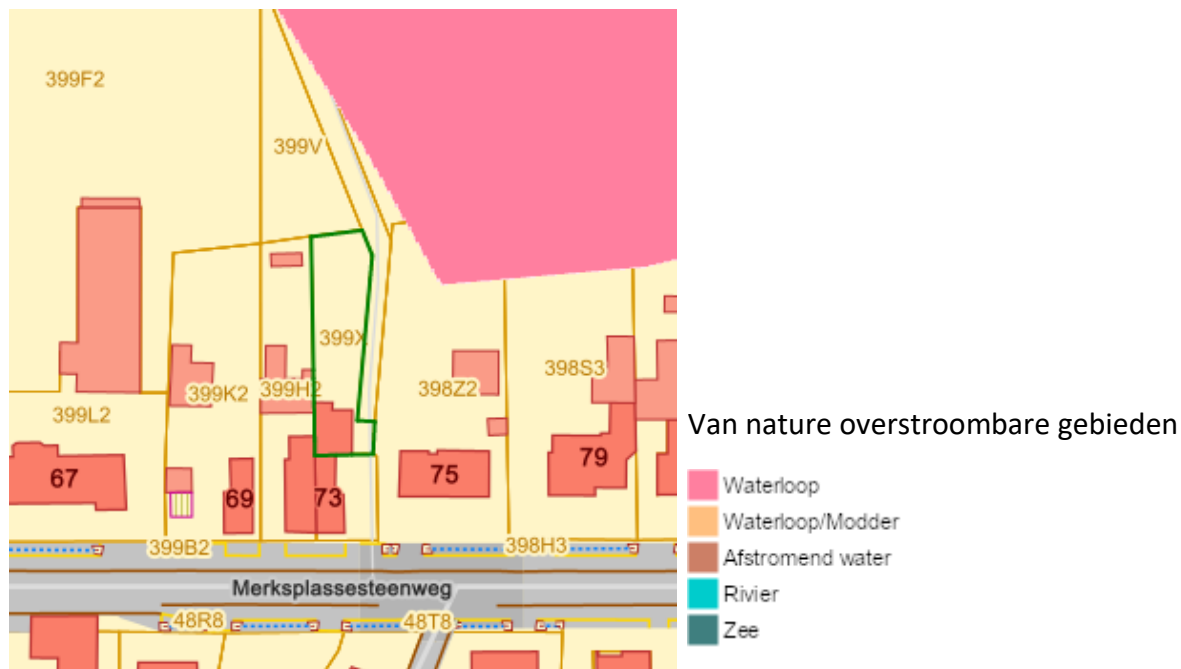 399F2
399V
399X
399K2
399H2
398Z2
398S3
399L2
67
69
73
75
79
399B2
398H3
Merksplassesteenweg
48R8
48T8
Van nature overstroombare gebieden
Waterloop
Waterloop/Modder
Afstromend water
Rivier
Zee